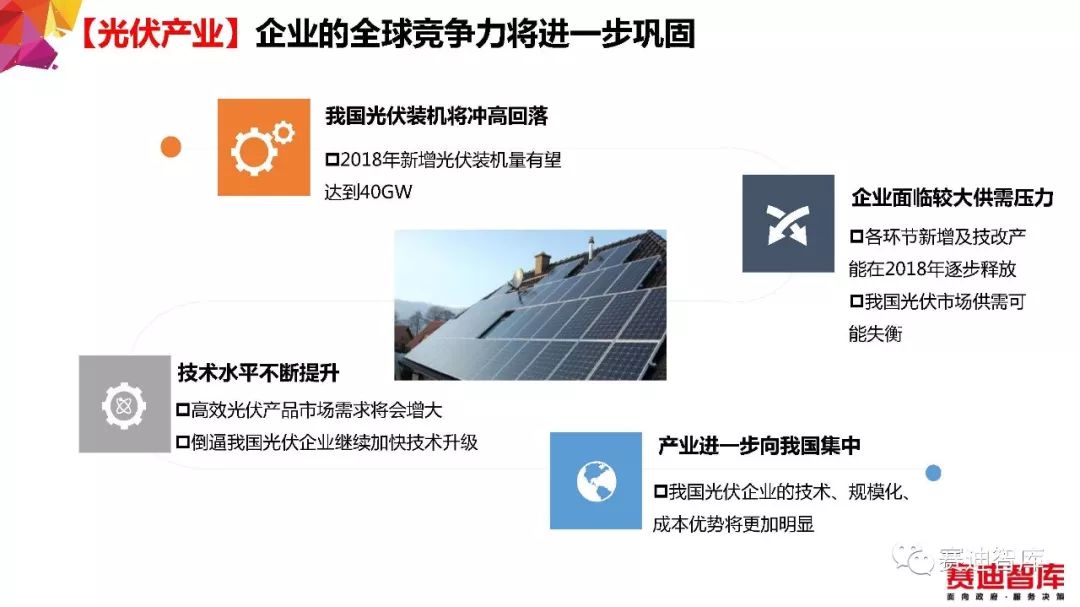 【光伏产业】企业的全球竞争力将进一步巩固
我国光伏装机将冲高回落
2018年新增光伏装机量有望
达到40GW
企业面临较大供需压力
各环节新增及技改产
能在2018年逐步释放
我国光伏市场供需可
能失衡
技术水平不断提升
高效光伏产品市场需求将会增大
倒逼我国光伏企业继续加快技术升级
产业进一步向我国集中
我国光伏企业的技术、规模化、
成本优势将更加明显
赛迪智库
赛迪智库
面向政府·服务决策